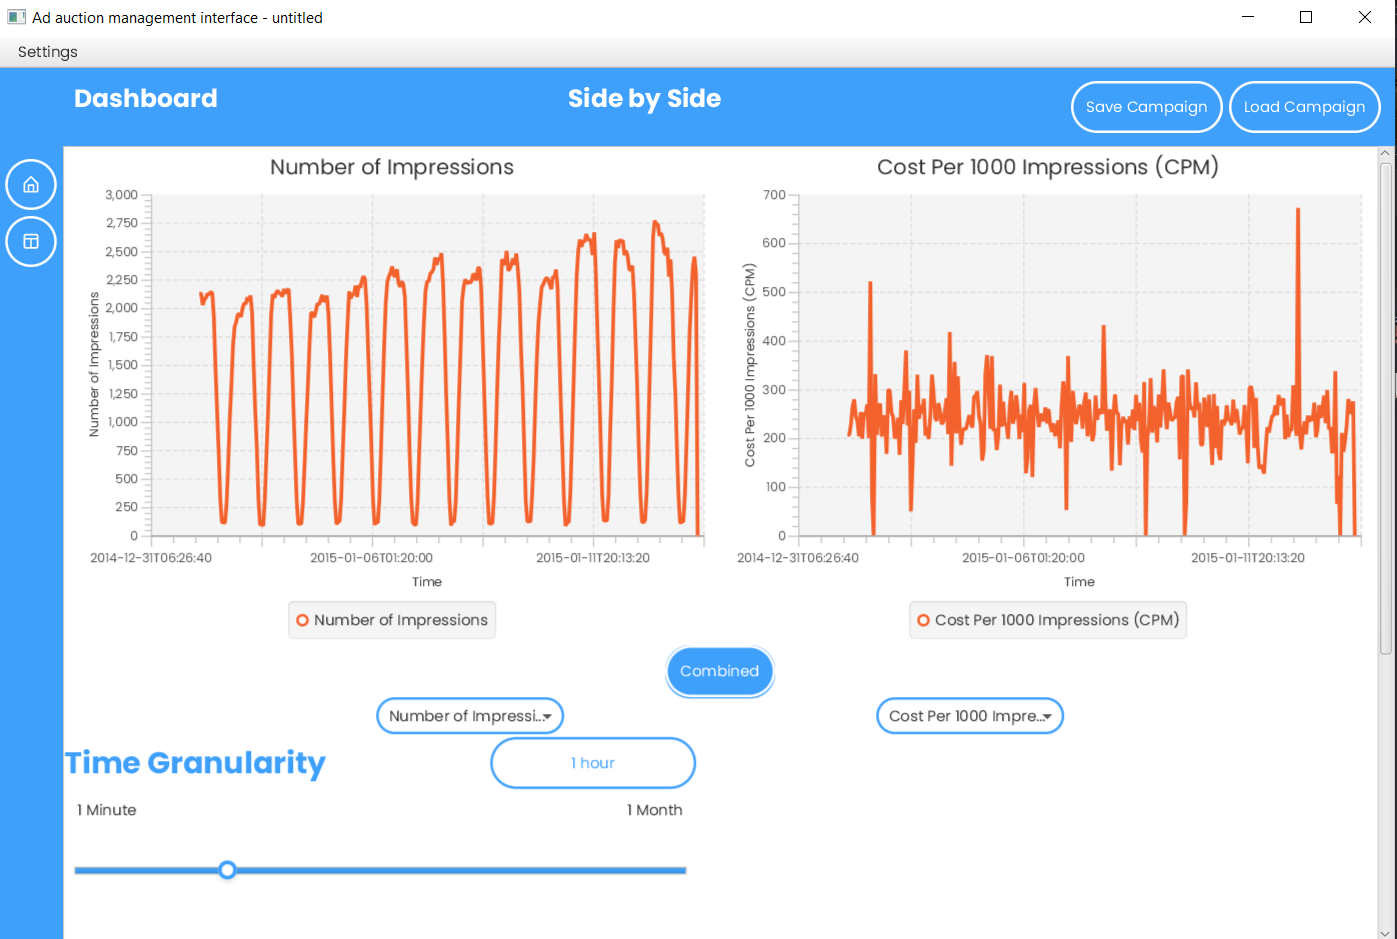 Ad auction management interface - untitled
Settings
Dashboard
Side by Side
Save Campaign
Load Campaign
Number of Impressions
3,000
2,750
2,500
2,250
2,000
1,750
1,500
1,250
1,000
750
500
250
0
Number of Impressions
2014-12-31T06:26:40
2015-01-06T01:20:00
2015-01-11T20:13:20
Time
Number of Impressions
Cost Per 1000 Impressions (CPM)
700
600
500
400
300
200
100
0
Cost Per 1000 Impressions (CPM)
2014-12-31T06:26:40
2015-01-06T01:20:00
2015-01-11T20:13:20
Time
Cost Per 1000 Impressions (CPM)
Combined
Number of Impressi...
Cost Per 1000 Impre...
Time Granularity
1 hour
1 Minute
1 Month